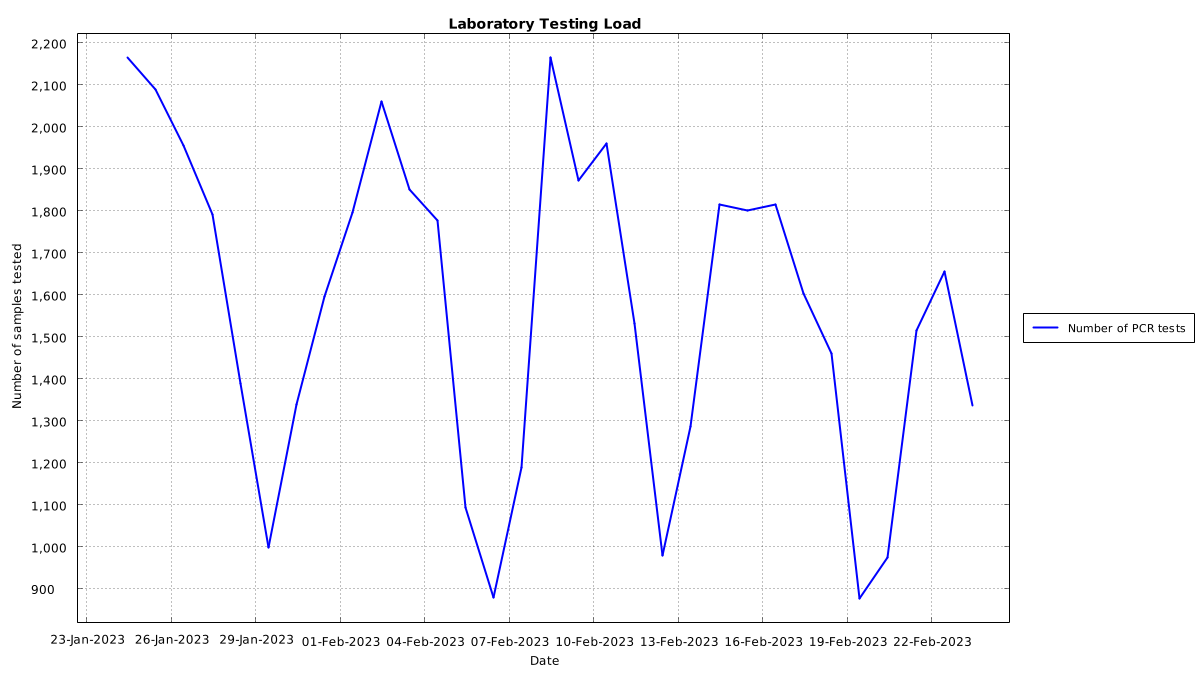 Laboratory Testing Load
2,200
2,100
2,000
1,900
1,800
1,700
1,600
1,500
1,400
1,300
1,200
1,100
1,000
900
Number of samples tested
23-Jan-2023 26-Jan-2023 29-Jan-2023 01-Feb-2023 04-Feb-2023 07-Feb-2023 10-Feb-2023 13-Feb-2023 16-Feb-2023 19-Feb-2023 22-Feb-2023
Date
Number of PCR tests